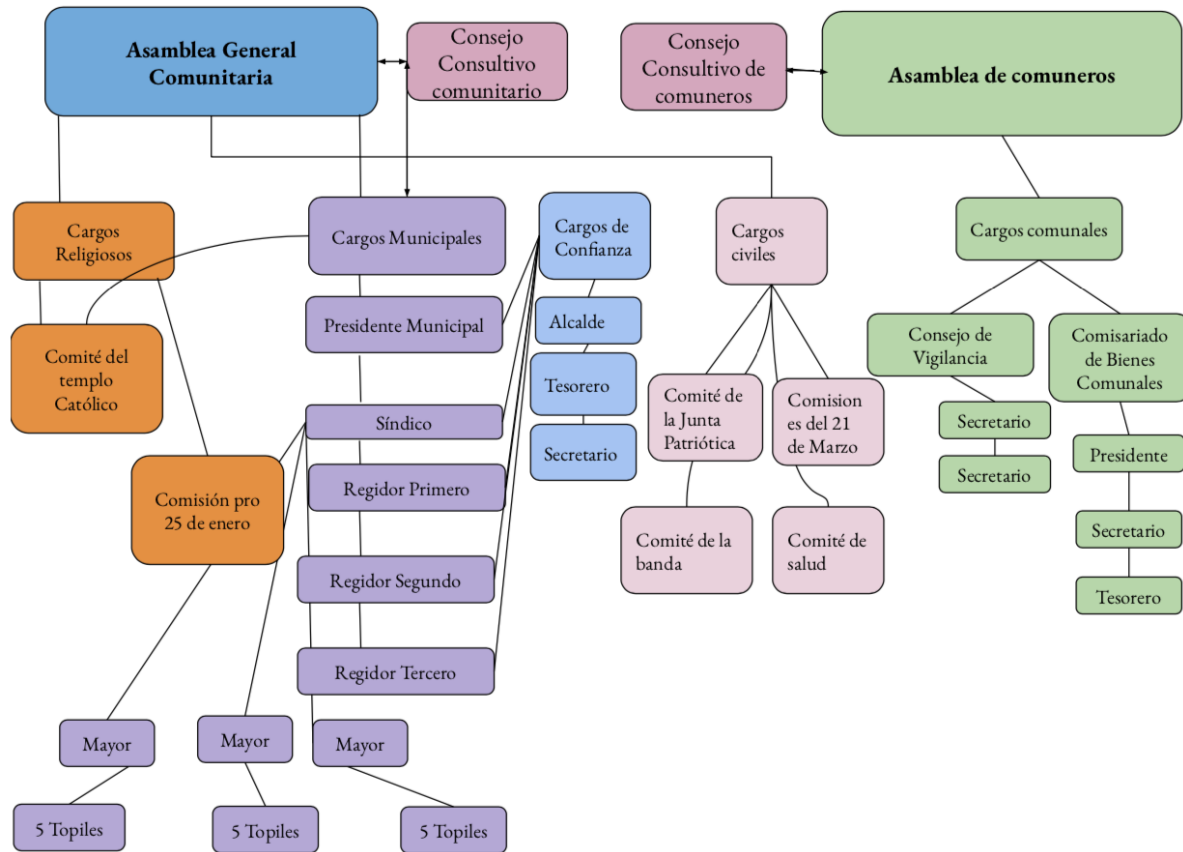 Asamblea General
Comunitaria
Consejo
Consultivo
comunitario
Consejo
Consultivo de
comuneros
Asamblea de comuneros
Cargos
Religiosos
Cargos Municipales
Cargos de
Confianza
Cargos
civiles
Cargos comunales
Presidente Municipal
Alcalde
Consejo de
Vigilancia
Comisariado
de Bienes
Comunales
Comité del
templo
Católico
Tesorero
Comité de
la Junta
Patriótica
Comision
es del 21
de Marzo
Síndico
Secretario
Secretario
Presidente
Regidor Primero
Secretario
Comisión pro
25 de enero
Comité de la
banda
Comité de
salud
Secretario
Regidor Segundo
Tesorero
Regidor Tercero
Mayor
Mayor
Mayor
5 Topiles
5 Topiles
5 Topiles